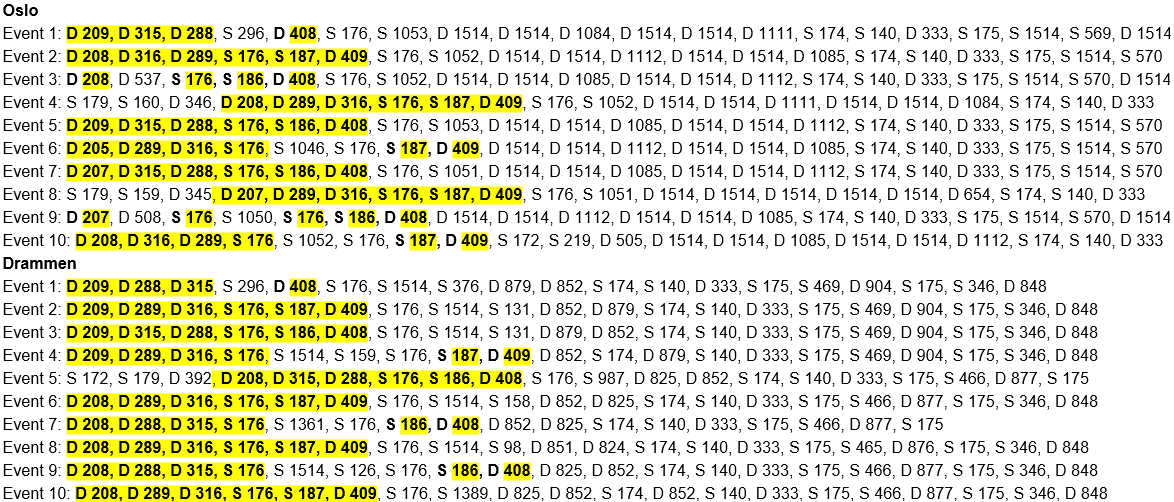 Oslo
Event 1: D 209, D 315, D 288, S 296, D 408, S 176, S 1053, D 1514, D 1514, D 1084, D 1514, D 1514, D 1111, S 174, S 140, D 333, S 175, S 1514, S 569, D 1514
Event 2: D 208, D 316, D 289, S 176, S 187, D 409, S 176, S 1052, D 1514, D 1514, D 1112, D 1514, D 1514, D 1085, S 174, S 140, D 333, S 175, S 1514, S 570
Event 3: D 208, D 537, S 176, S 186, D 408, S 176, S 1052, D 1514, D 1514, D 1085, D 1514, D 1514, D 1112, S 174, S 140, D 333, S 175, S 1514, S 570, D 1514
Event 4: S 179, S 160, D 346, D 208, D 289, D 316, S 176, S 187, D 409, S 176, S 1052, D 1514, D 1514, D 1111, D 1514, D 1514, D 1084, S 174, S 140, D 333
Event 5: D 209, D 315, D 288, S 176, S 186, D 408, S 176, S 1053, D 1514, D 1514, D 1085, D 1514, D 1514, D 1112, S 174, S 140, D 333, S 175, S 1514, S 570
Event 6: D 205, D 289, D 316, S 176, S 1046, S 176, S 187, D 409, D 1514, D 1514, D 1112, D 1514, D 1514, D 1085, S 174, S 140, D 333, S 175, S 1514, S 570
Event 7: D 207, D 315, D 288, S 176, S 186, D 408, S 176, S 1051, D 1514, D 1514, D 1085, D 1514, D 1514, D 1112, S 174, S 140, D 333, S 175, S 1514, S 570
Event 8: S 179, S 159, D 345, D 207, D 289, D 316, S 176, S 187, D 409, S 176, S 1051, D 1514, D 1514, D 1514, D 1514, D 1514, D 654, S 174, S 140, D 333
Event 9: D 207, D 508, S 176, S 1050, S 176, S 186, D 408, D 1514, D 1514, D 1112, D 1514, D 1514, D 1085, S 174, S 140, D 333, S 175, S 1514, S 570, D 1514
Event 10: D 208, D 316, D 289, S 176, S 1052, S 176, S 187, D 409, S 172, S 219, D 505, D 1514, D 1514, D 1085, D 1514, D 1514, D 1112, S 174, S 140, D 333
Drammen
Event 1: D 209, D 288, D 315, S 296, D 408, S 176, S 1514, S 376, D 879, D 852, S 174, S 140, D 333, S 175, S 469, D 904, S 175, S 346, D 848
Event 2: D 209, D 289, D 316, S 176, S 187, D 409, S 176, S 1514, S 131, D 852, D 879, S 174, S 140, D 333, S 175, S 469, D 904, S 175, S 346, D 848
Event 3: D 209, D 315, D 288, S 176, S 186, D 408, S 176, S 1514, S 131, D 879, D 852, S 174, S 140, D 333, S 175, S 469, D 904, S 175, S 346, D 848
Event 4: D 209, D 289, D 316, S 176, S 1514, S 159, S 176, S 187, D 409, D 852, S 174, D 879, S 140, D 333, S 175, S 469, D 904, S 175, S 346, D 848
Event 5: S 172, S 179, D 392, D 208, D 315, D 288, S 176, S 186, D 408, S 176, S 987, D 825, D 852, S 174, S 140, D 333, S 175, S 466, D 877, S 175
Event 6: D 208, D 289, D 316, S 176, S 187, D 409, S 176, S 1514, S 158, D 852, D 825, S 174, S 140, D 333, S 175, S 466, D 877, S 175, S 346, D 848
Event 7: D 208, D 288, D 315, S 176, S 1361, S 176, S 186, D 408, D 852, D 825, S 174, S 140, D 333, S 175, S 466, D 877, S 175
Event 8: D 208, D 289, D 316, S 176, S 187, D 409, S 176, S 1514, S 98, D 851, D 824, S 174, S 140, D 333, S 175, S 465, D 876, S 175, S 346, D 848
Event 9: D 208, D 288, D 315, S 176, S 1514, S 126, S 176, S 186, D 408, D 825, D 852, S 174, S 140, D 333, S 175, S 466, D 877, S 175, S 346, D 848
Event 10: D 208, D 289, D 316, S 176, S 187, D 409, S 176, S 1389, D 825, D 852, S 174, D 852, S 140, D 333, S 175, S 466, D 877, S 175, S 346, D 848